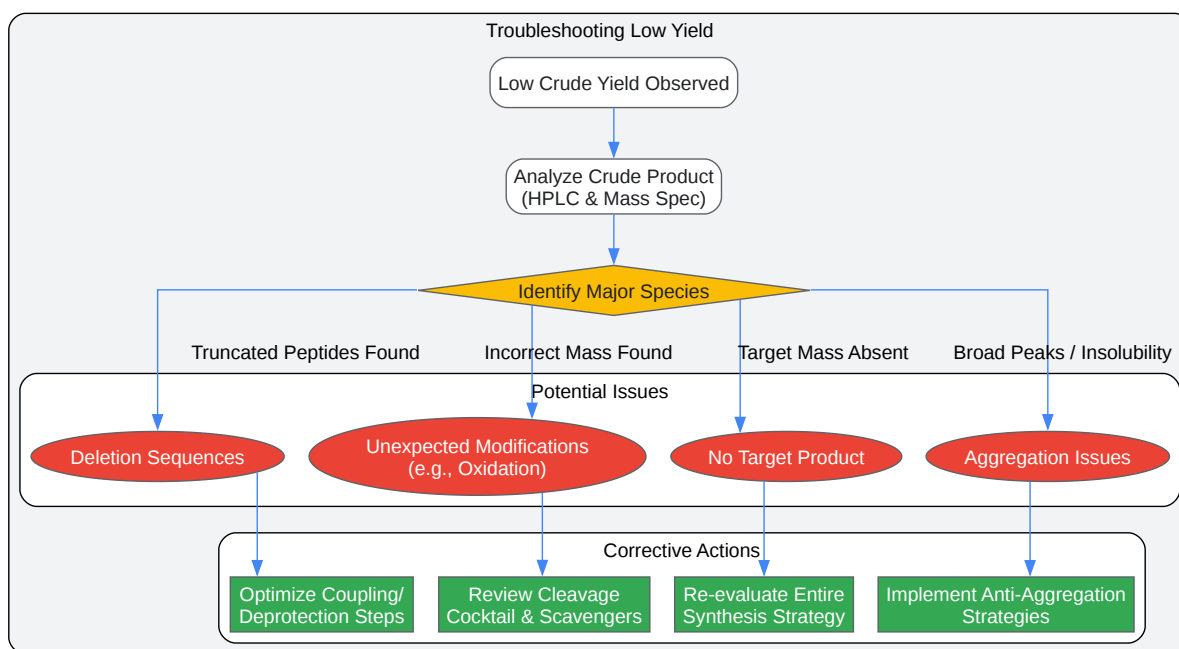 Troubleshooting Low Yield
Low Crude Yield Observed
Analyze Crude Product
(HPLC & Mass Spec)
Identify Major Species
Truncated Peptides Found
Incorrect Mass Found
Target Mass Absent
Broad Peaks / Insolubility
Potential Issues
Deletion Sequences
Unexpected Modifications
(e.g., Oxidation)
No Target Product
Aggregation Issues
Corrective Actions
Optimize Coupling/
Deprotection Steps
Review Cleavage
Cocktail & Scavengers
Re-evaluate Entire
Synthesis Strategy
Implement Anti-Aggregation
Strategies